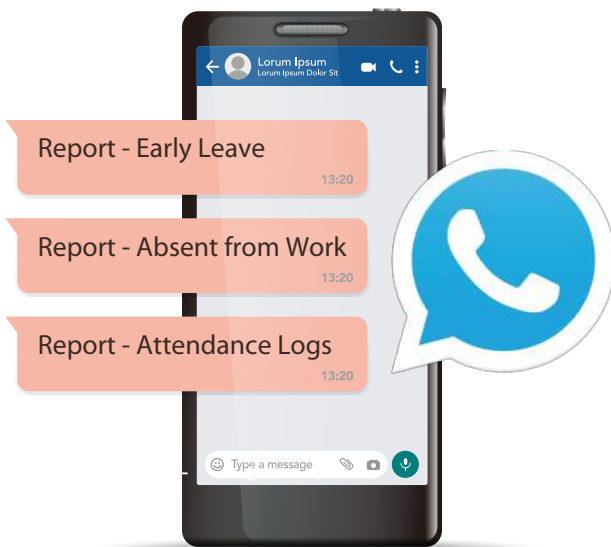 Lorum Ipsum
Lorum Ipsum Dolor Sit
Report - Early Leave
13:20
Report - Absent from Work
13:20
Report - Attendance Logs
13:20
Type a message